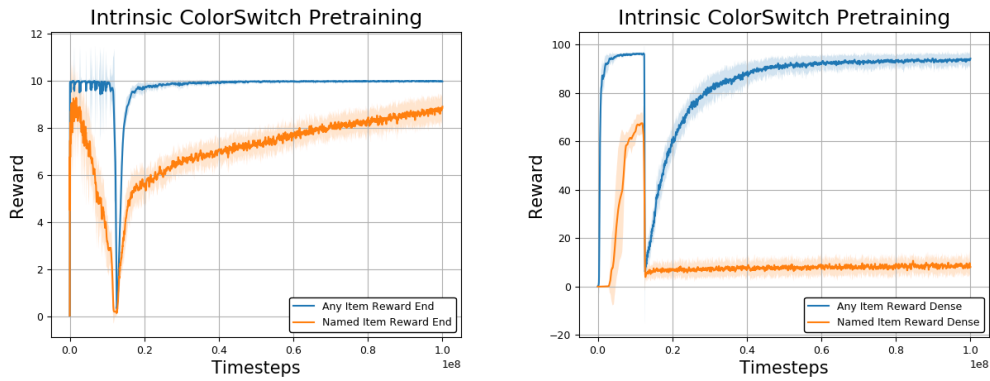 Intrinsic ColorSwitch Pretraining
12
10
8
6
4
2
0
Reward
0.0 0.2 0.4 0.6 0.8 1.0
1e8
Timesteps
Any Item Reward End
Named Item Reward End
Intrinsic ColorSwitch Pretraining
100
80
60
40
20
0
−20
Reward
0.0 0.2 0.4 0.6 0.8 1.0
1e8
Timesteps
Any Item Reward Dense
Named Item Reward Dense